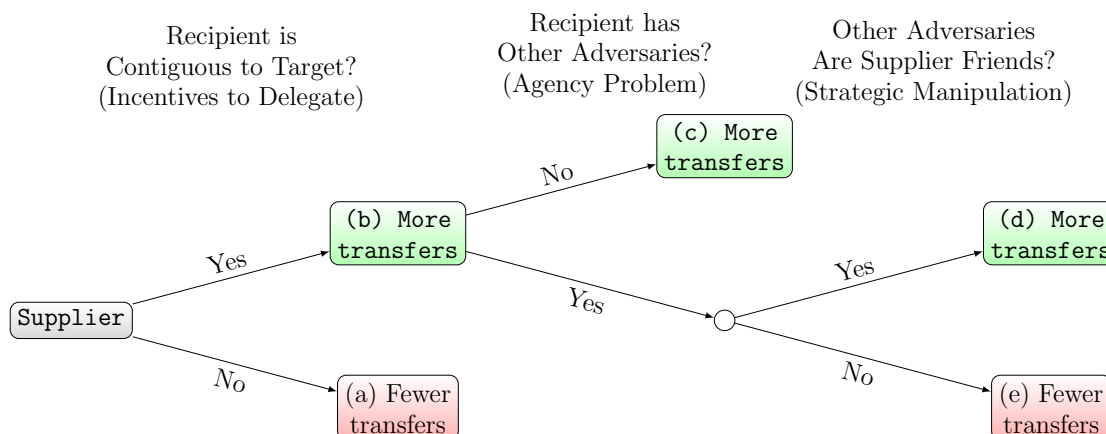 Recipient is
Contiguous to Target?
(Incentives to Delegate)
Recipient has
Other Adversaries?
(Agency Problem)
Other Adversaries
Are Supplier Friends?
(Strategic Manipulation)
(c) More
transfers
No
(b) More
transfers
(d) More
transfers
Yes
Yes
Yes
Supplier
No
No
(a) Fewer
transfers
(e) Fewer
transfers